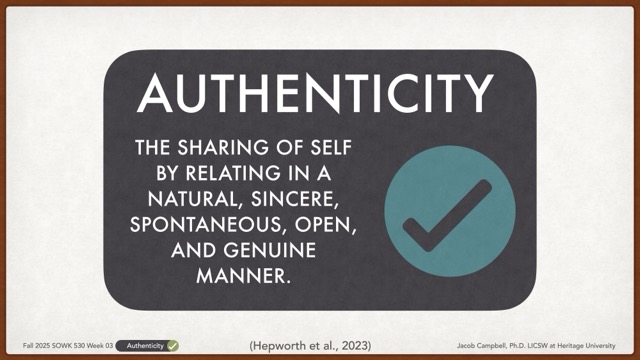 AUTHENTICITY
THE SHARING OF SELF
BY RELATING IN A
NATURAL, SINCERE,
SPONTANEOUS, OPEN,
AND GENUINE
MANNER.
Fall 2025 SOWK 530 Week 03
Authenticity
(Hepworth et al., 2023)
Jacob Campbell, Ph.D. LICSW at Heritage University